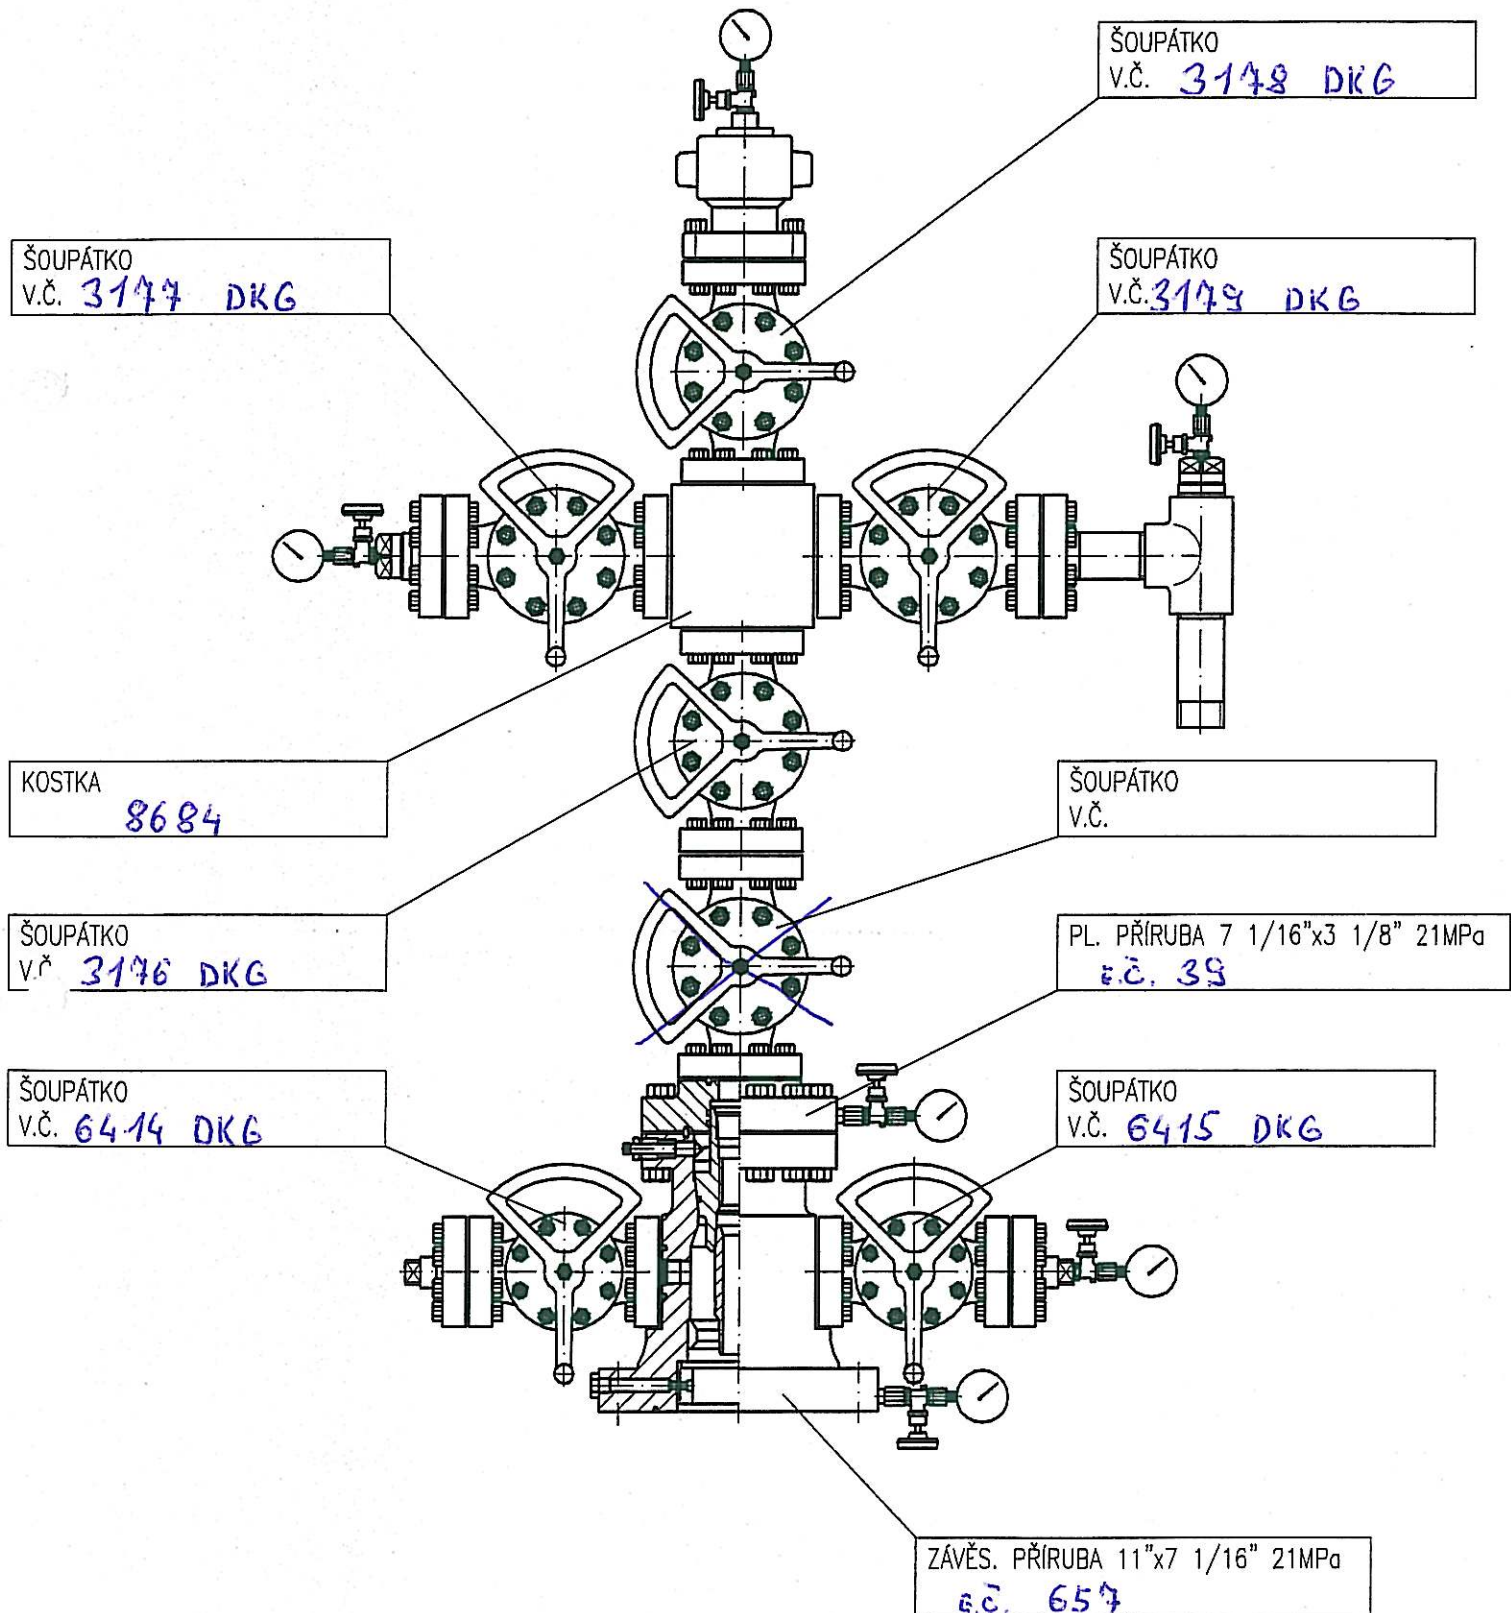 ŠOUPÁTKO
V.Č. 3178 DKG
ŠOUPÁTKO
V.Č. 3177 DKG
ŠOUPÁTKO
V.Č. 3179 DKG
KOSTKA
8684
ŠOUPÁTKO
V.Č.
ŠOUPÁTKO
V.Č 3176 DKG
PL. PŘÍRUBA 7 1/16"x3 1/8" 21MPa
e.č. 39
ŠOUPÁTKO
V.Č. 6414 DKG
ŠOUPÁTKO
V.Č. 6415 DKG
ZÁVĚS. PŘÍRUBA 11"x7 1/16" 21MPa
e.č. 657